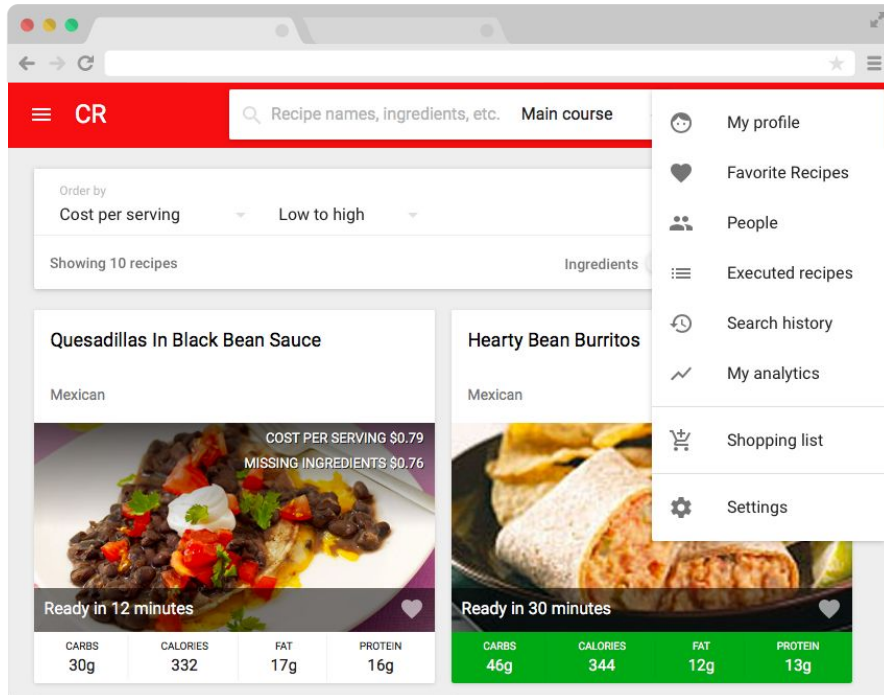 CR
Recipe names, ingredients, etc. Main course
My profile
Favorite Recipes
People
Executed recipes
Search history
My analytics
Shopping list
Settings
Order by
Cost per serving Low to high
Showing 10 recipes Ingredients
Quesadillas In Black Bean Sauce
Mexican
COST PER SERVING $0.79
MISSING INGREDIENTS $0.76
Ready in 12 minutes
CARBS CALORIES FAT PROTEIN
30g 332 17g 16g
Hearty Bean Burritos
Mexican
Ready in 30 minutes
CARBS CALORIES FAT PROTEIN
46g 344 12g 13g